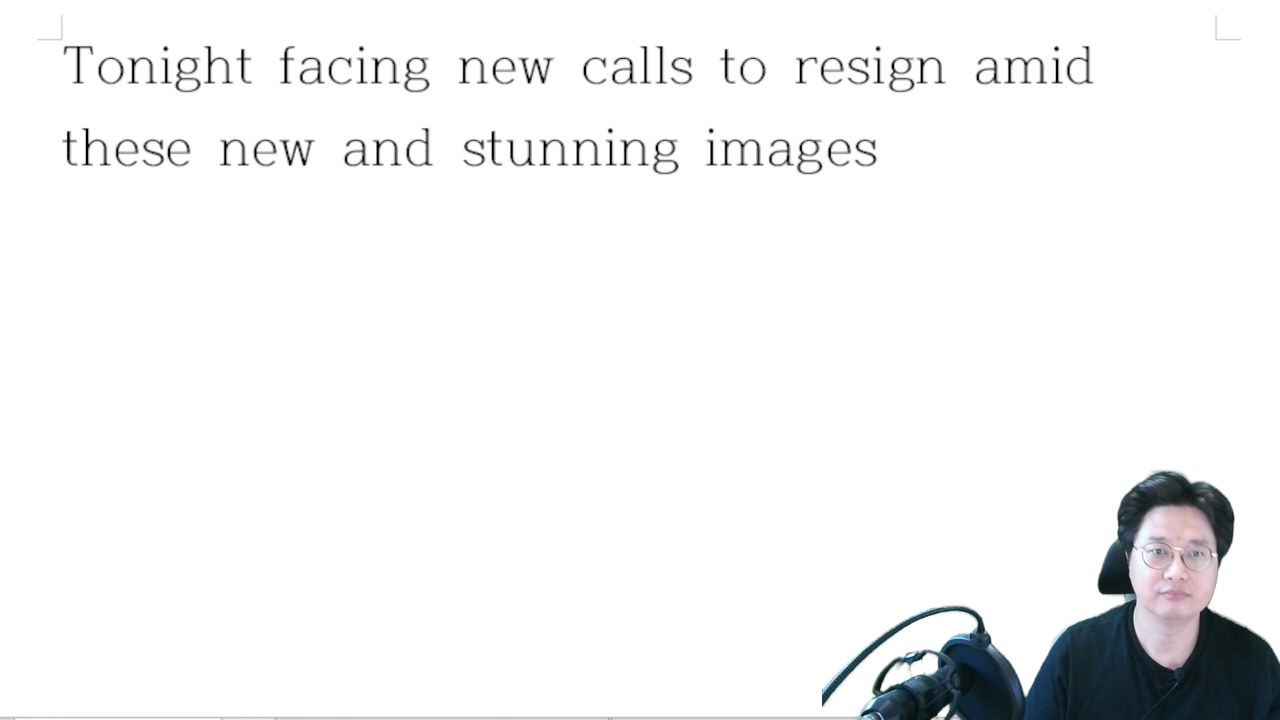 Tonight facing new calls to resign amid
these new and stunning images